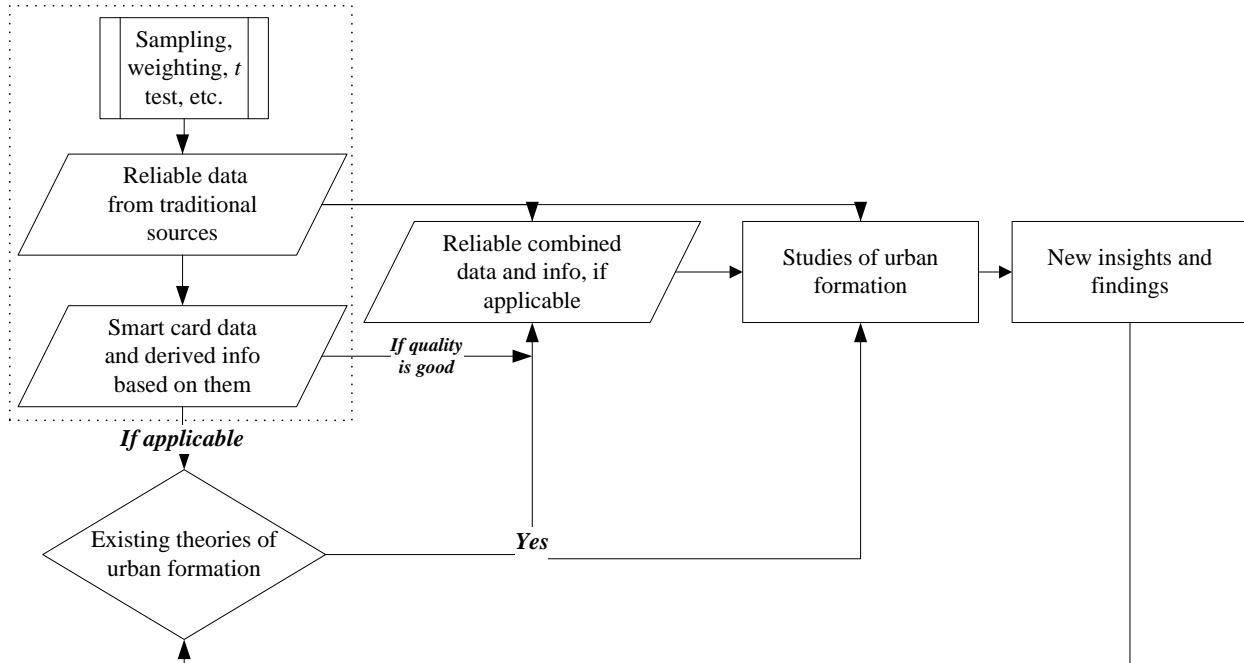 Sampling,
weighting, t
test, etc.
Reliable data
from traditional
sources
Reliable combined
data and info, if
applicable
Studies of urban
formation
New insights and
findings
Smart card data
and derived info
based on them
If quality
is good
If applicable
Existing theories of
urban formation
Yes